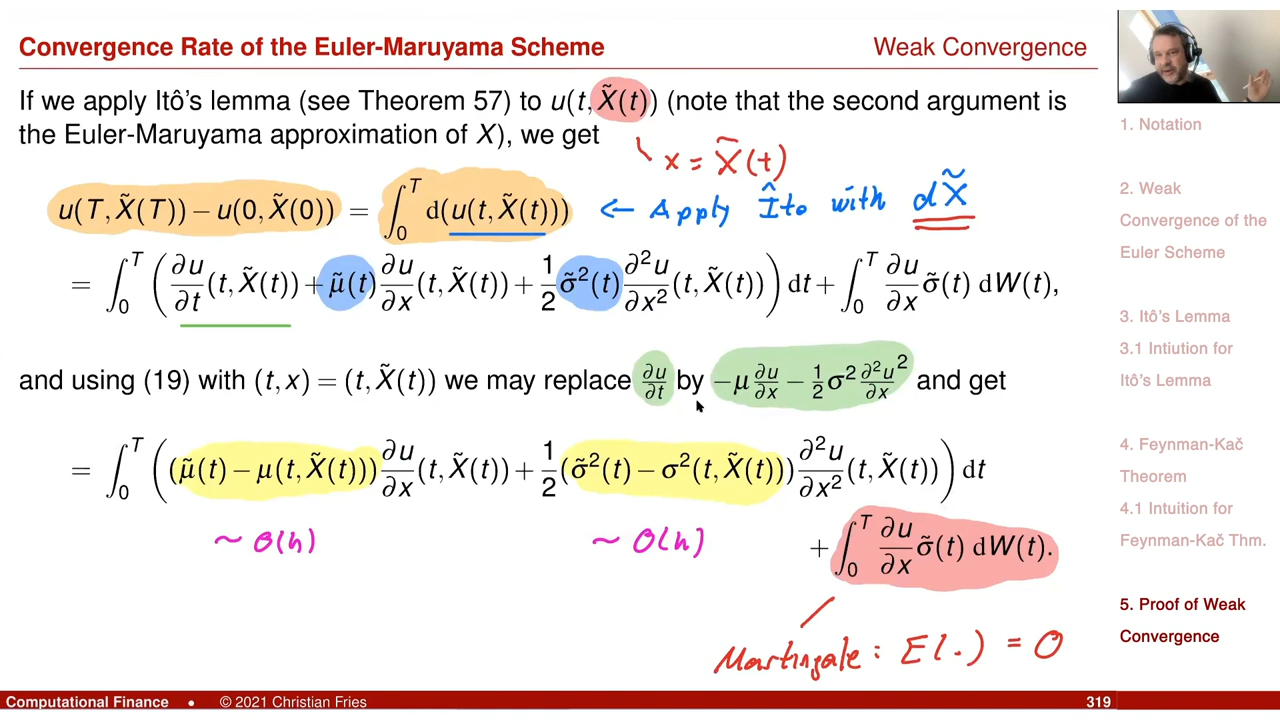 Convergence Rate of the Euler-Maruyama Scheme
Weak Convergence
If we apply Itô’s lemma (see Theorem 57) to u(t, X̃(t)) (note that the second argument is
the Euler-Maruyama approximation of X), we get
x = X̃(t)
u(T, X̃(T)) − u(0, X̃(0)) = ∫₀ᵀ d(u(t, X̃(t))) ← Apply Îto with dX̃
= ∫₀ᵀ (∂u/∂t (t, X̃(t)) + μ̃(t) ∂u/∂x (t, X̃(t)) + 1/2 σ̃²(t) ∂²u/∂x² (t, X̃(t))) dt + ∫₀ᵀ ∂u/∂x σ̃(t) dW(t),
and using (19) with (t, x) = (t, X̃(t)) we may replace ∂u/∂t by −μ ∂u/∂x − 1/2 σ² ∂²u/∂x ² and get
= ∫₀ᵀ ((μ̃(t) − μ(t, X̃(t))) ∂u/∂x (t, X̃(t)) + 1/2 (σ̃²(t) − σ²(t, X̃(t))) ∂²u/∂x² (t, X̃(t))) dt
~ O(h) ~ O(h)
+ ∫₀ᵀ ∂u/∂x σ̃(t) dW(t).
Martingale : E(.) = 0
1. Notation
2. Weak
Convergence of the
Euler Scheme
3. Itô’s Lemma
3.1 Intiution for
Itô’s Lemma
4. Feynman-Kač
Theorem
4.1 Intuition for
Feynman-Kač Thm.
5. Proof of Weak
Convergence
Computational Finance • © 2021 Christian Fries 319